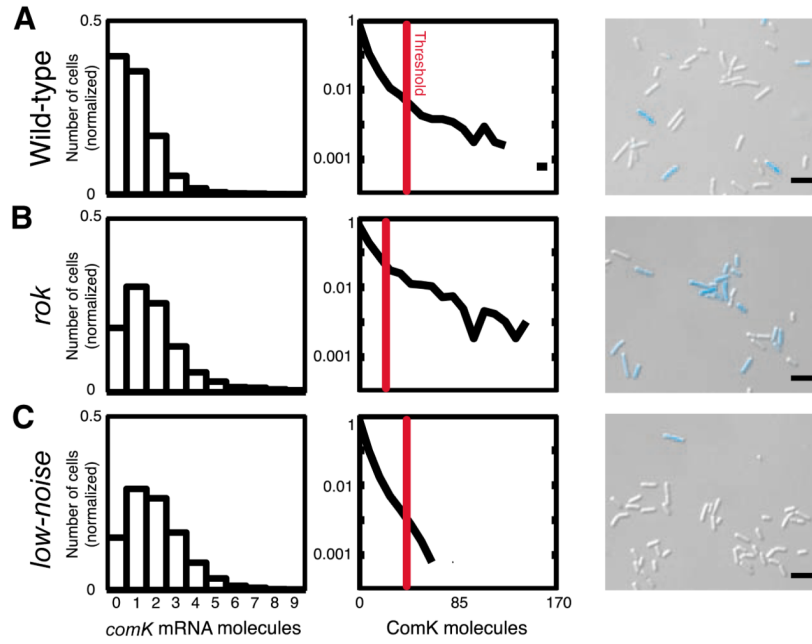 A
Wild-type
Number of cells
(normalized)
0.5
0
1
0.01
0.001
Threshold
B
rok
Number of cells
(normalized)
0.5
0
1
0.01
0.001
C
low-noise
Number of cells
(normalized)
0.5
0
0 1 2 3 4 5 6 7 8 9
comK mRNA molecules
1
0.01
0.001
0 85 170
ComK molecules